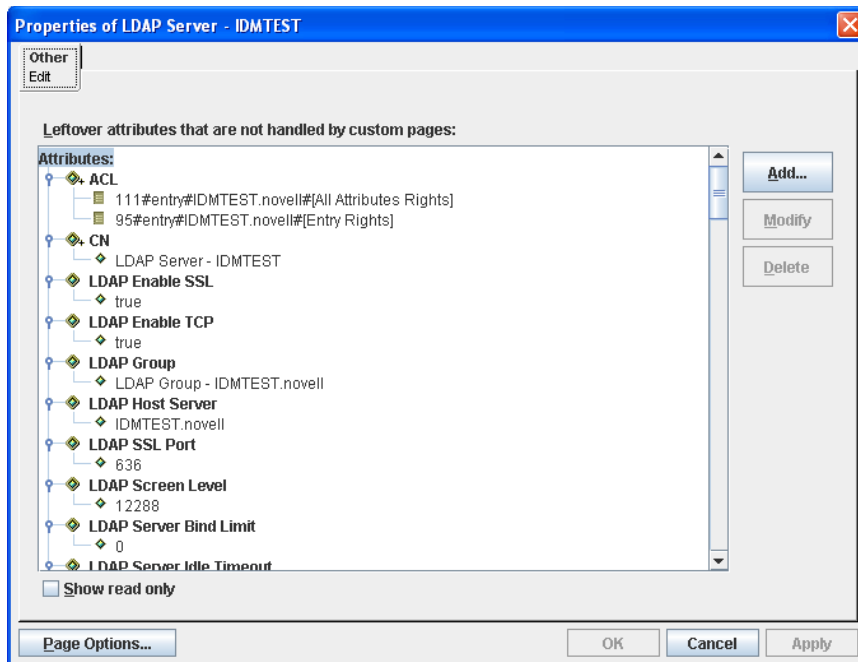 Properties of LDAP Server - IDMTEST
Other
Edit
Leftover attributes that are not handled by custom pages:
Attributes:
ACL
111#entry#IDMTEST.novell#[All Attributes Rights]
95#entry#IDMTEST.novell#[Entry Rights]
CN
LDAP Server - IDMTEST
LDAP Enable SSL
true
LDAP Enable TCP
true
LDAP Group
LDAP Group - IDMTEST.novell
LDAP Host Server
IDMTEST.novell
LDAP SSL Port
636
LDAP Screen Level
12288
LDAP Server Bind Limit
0
LDAP Server Idle Timeout
Add...
Modify
Delete
Show read only
Page Options...
OK
Cancel
Apply